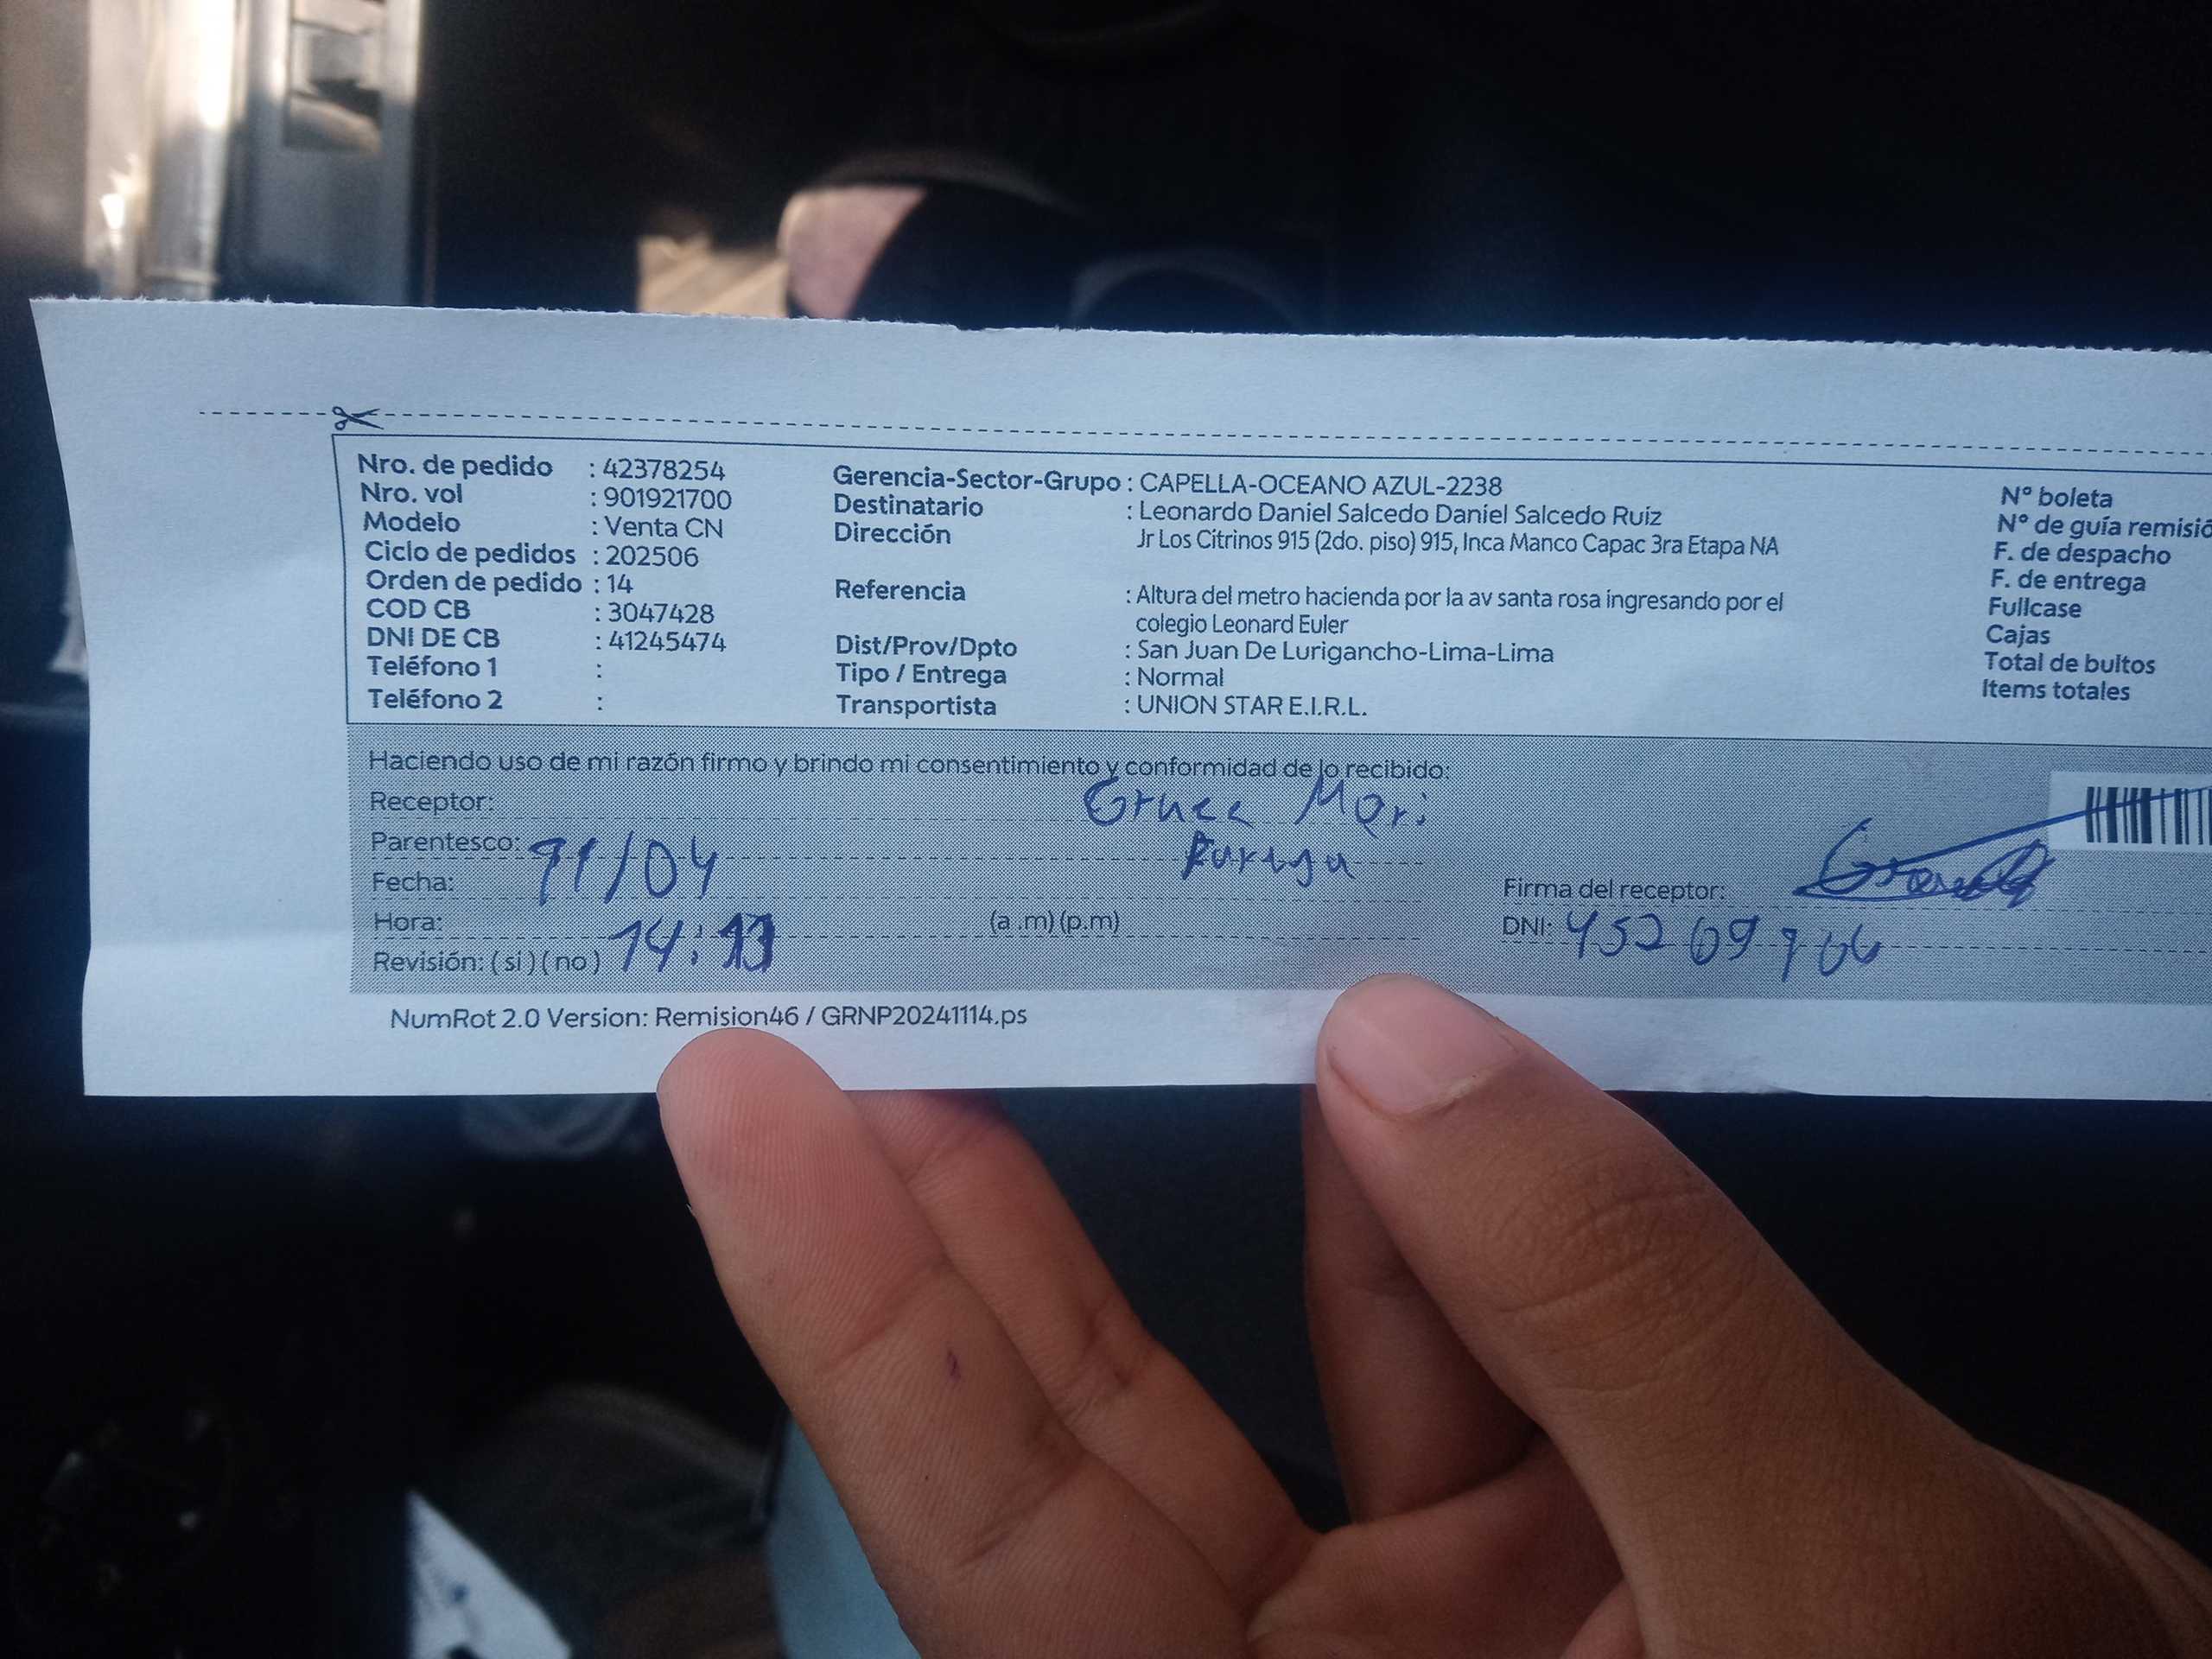 Nro. de pedido : 42378254
Nro. vol : 901921700
Modelo : Venta CN
Ciclo de pedidos : 202506
Orden de pedido : 14
COD CB : 3047428
DNI DE CB : 41245474
Teléfono 1 :
Teléfono 2 :
Gerencia-Sector-Grupo : CAPELLA-OCEANO AZUL-2238
Destinatario : Leonardo Daniel Salcedo Daniel Salcedo Ruiz
Dirección Jr Los Citrinos 915 (2do. piso) 915, Inca Manco Capac 3ra Etapa NA
Referencia : Altura del metro hacienda por la av santa rosa ingresando por el
colegio Leonard Euler
Dist/Prov/Dpto : San Juan De Lurigancho-Lima-Lima
Tipo / Entrega : Normal
Transportista : UNION STAR E.I.R.L.
N° boleta
N° de guía remisió
F. de despacho
F. de entrega
Fullcase
Cajas
Total de bultos
Items totales
Haciendo uso de mi razón firmo y brindo mi consentimiento y conformidad de lo recibido:
Receptor: Mori
Parentesco:
Fecha: 11/04
Hora: 14:13 (a .m) (p.m)
Revisión: ( si ) ( no )
Firma del receptor:
DNI: 45269706
NumRot 2.0 Version: Remision46 / GRNP20241114.ps